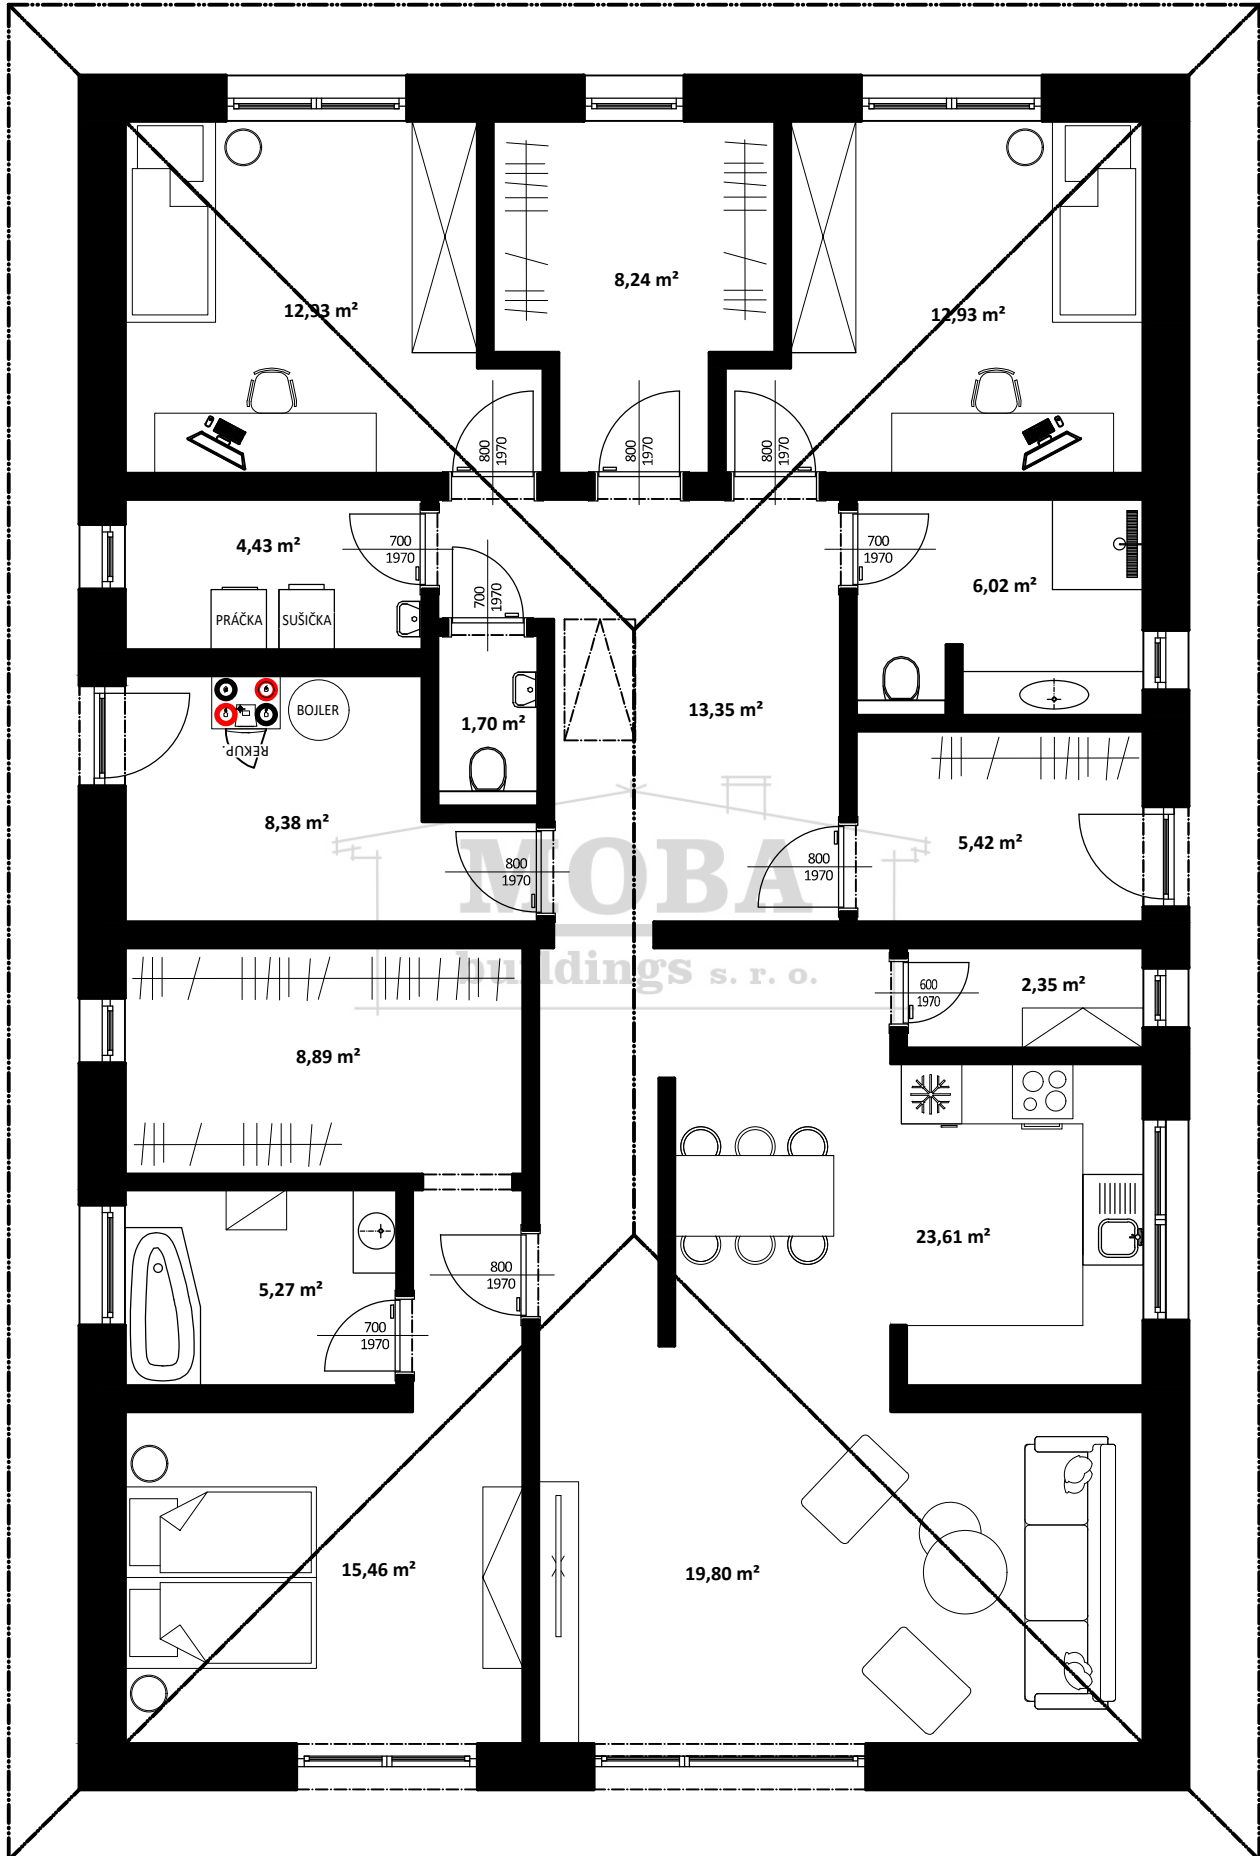 8,24 m²
12,93 m²
12,93 m²
800
1970
800
1970
800
1970
4,43 m²
700
1970
700
1970
700
1970
6,02 m²
PRÁČKA
SUŠIČKA
BOJLER
REKUP.
1,70 m²
13,35 m²
8,38 m²
800
1970
800
1970
5,42 m²
MOBA
buildings s. r. o.
600
1970
2,35 m²
8,89 m²
23,61 m²
800
1970
5,27 m²
700
1970
15,46 m²
19,80 m²